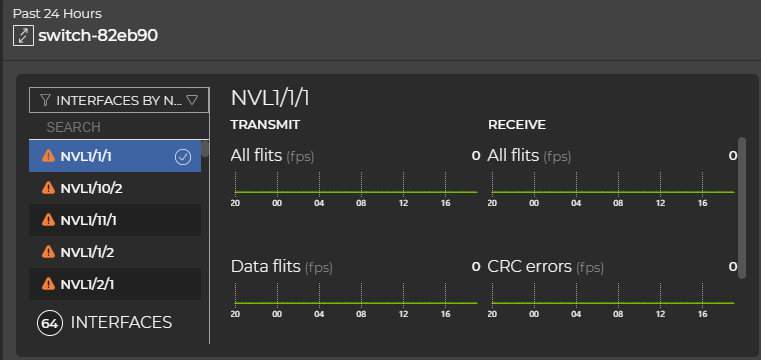 Past 24 Hours
switch-82eb90
INTERFACES BY N...
SEARCH
NVL1/1/1
NVL1/10/2
NVL1/11/1
NVL1/1/2
NVL1/2/1
64 INTERFACES
NVL1/1/1
TRANSMIT
All flits (fps) 0
20 00 04 08 12 16
Data flits (fps) 0
20 00 04 08 12 16
RECEIVE
All flits (fps) 0
20 00 04 08 12 16
CRC errors (fps) 0
20 00 04 08 12 16